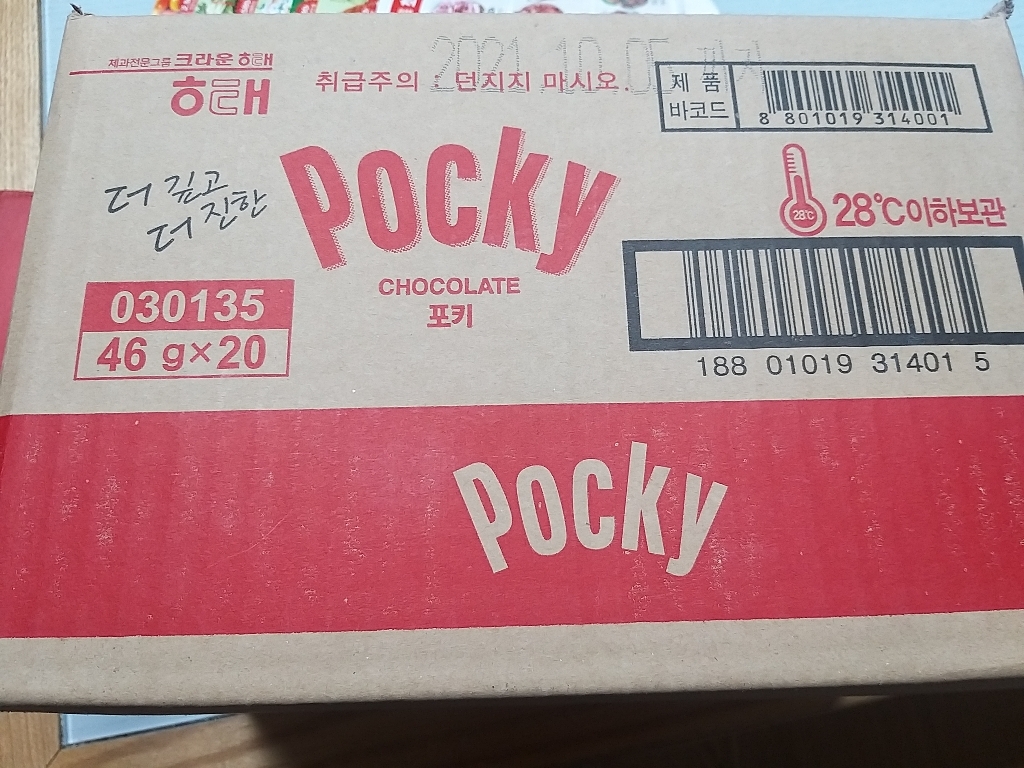 제과전문그룹 크라운 해태
해태
취급주의 . 던지지 마시오.
2021.10.05 까지
제품
바코드
8 801019 314001
더 깊고
더 진한
Pocky
CHOCOLATE
포키
28℃
28℃이하보관
030135
46 g×20
188 01019 31401 5
Pocky